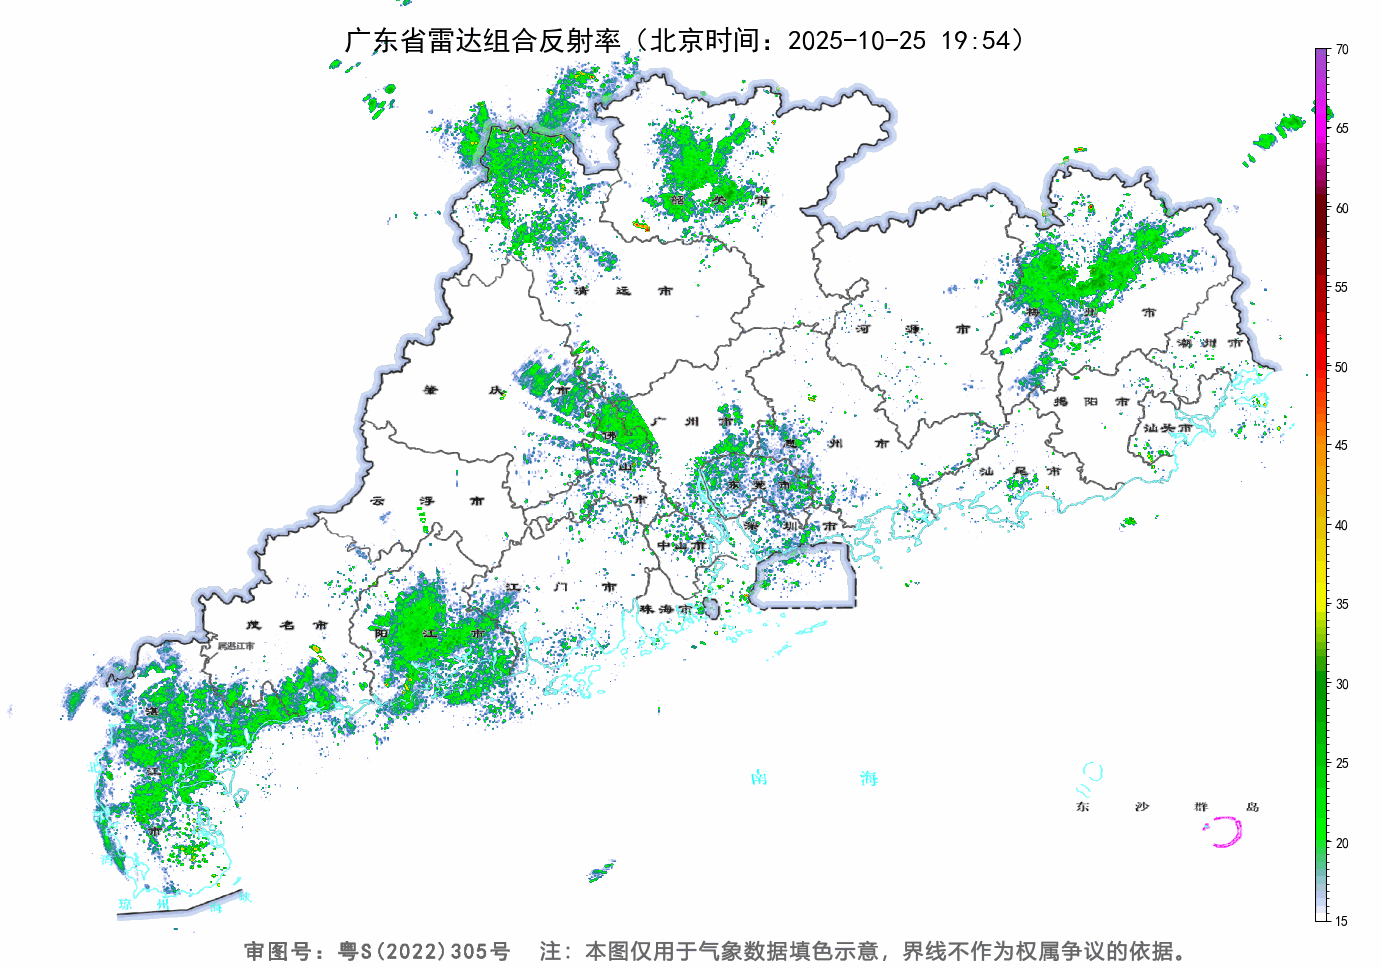 广东省雷达组合反射率（北京时间：2025-10-25 19:54）
70
65
60
55
50
45
40
35
30
25
20
15
韶关市
清远市
河源市
梅州市
潮州市
肇庆市
揭阳市
汕头市
广州市
佛山市
惠州市
汕尾市
云浮市
东莞市
深圳市
中山市
江门市
珠海市
茂名市
阳江市
属湛江市
湛江市
南海
东沙群岛
北
海
琼州海峡
审图号：粤S(2022)305号 注：本图仅用于气象数据填色示意，界线不作为权属争议的依据。